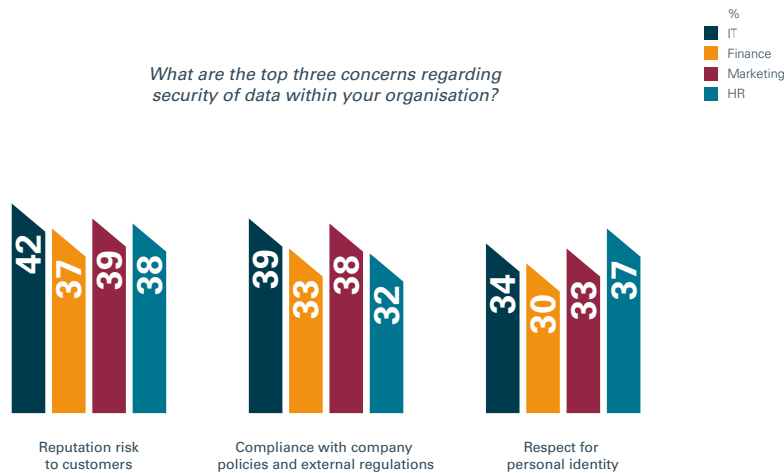 %
IT
Finance
Marketing
HR
What are the top three concerns regarding
security of data within your organisation?
42
37
39
38
39
33
38
32
34
30
33
37
Reputation risk
to customers
Compliance with company
policies and external regulations
Respect for
personal identity